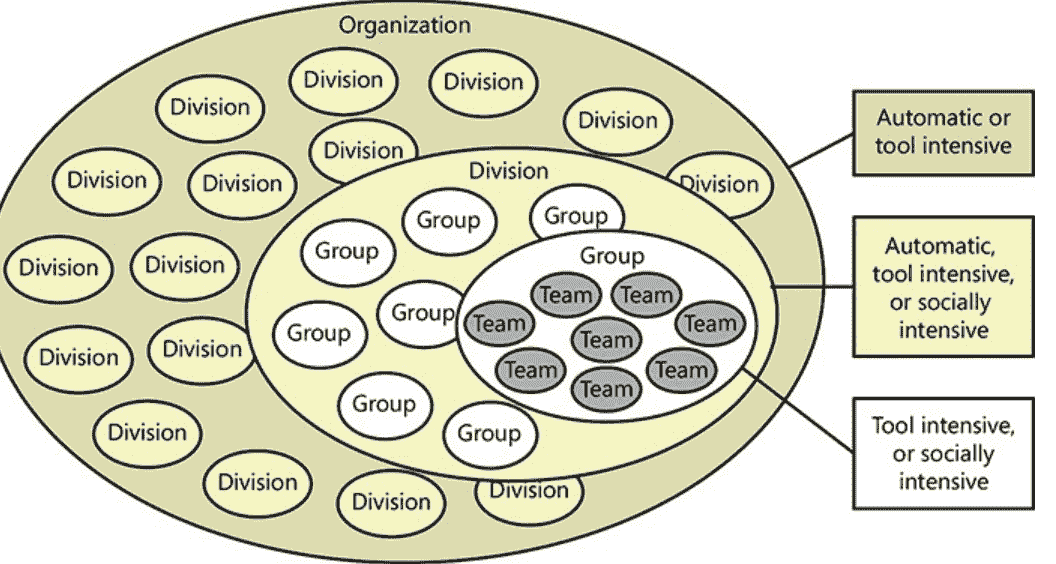 Organization
Division
Division
Division
Division
Division
Division
Division
Division
Division
Group
Group
Group
Division
Division
Group
Team
Team
Group
Group
Team
Team
Team
Division
Division
Team
Team
Team
Group
Group
Division
Division
Division
Division
Automatic or
tool intensive
Automatic,
tool intensive,
or socially
intensive
Tool intensive,
or socially
intensive